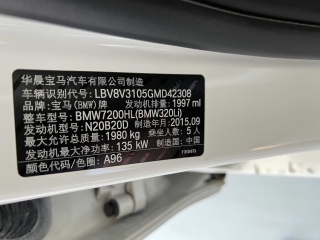 华晨宝马汽车有限公司制造
车辆识别代号: LBV8V3105GMD42308
品牌: 宝马(BMW)牌 发动机排量: 1997 ml
整车型号: BMW7200HL(BMW320Li)
发动机型号: N20B20D 制造年月: 2015.09
最大允许总质量: 1980 kg 乘坐人数: 5 人
发动机最大净功率: 135 kW 制造国: 中国
颜色代码/色圈: A96